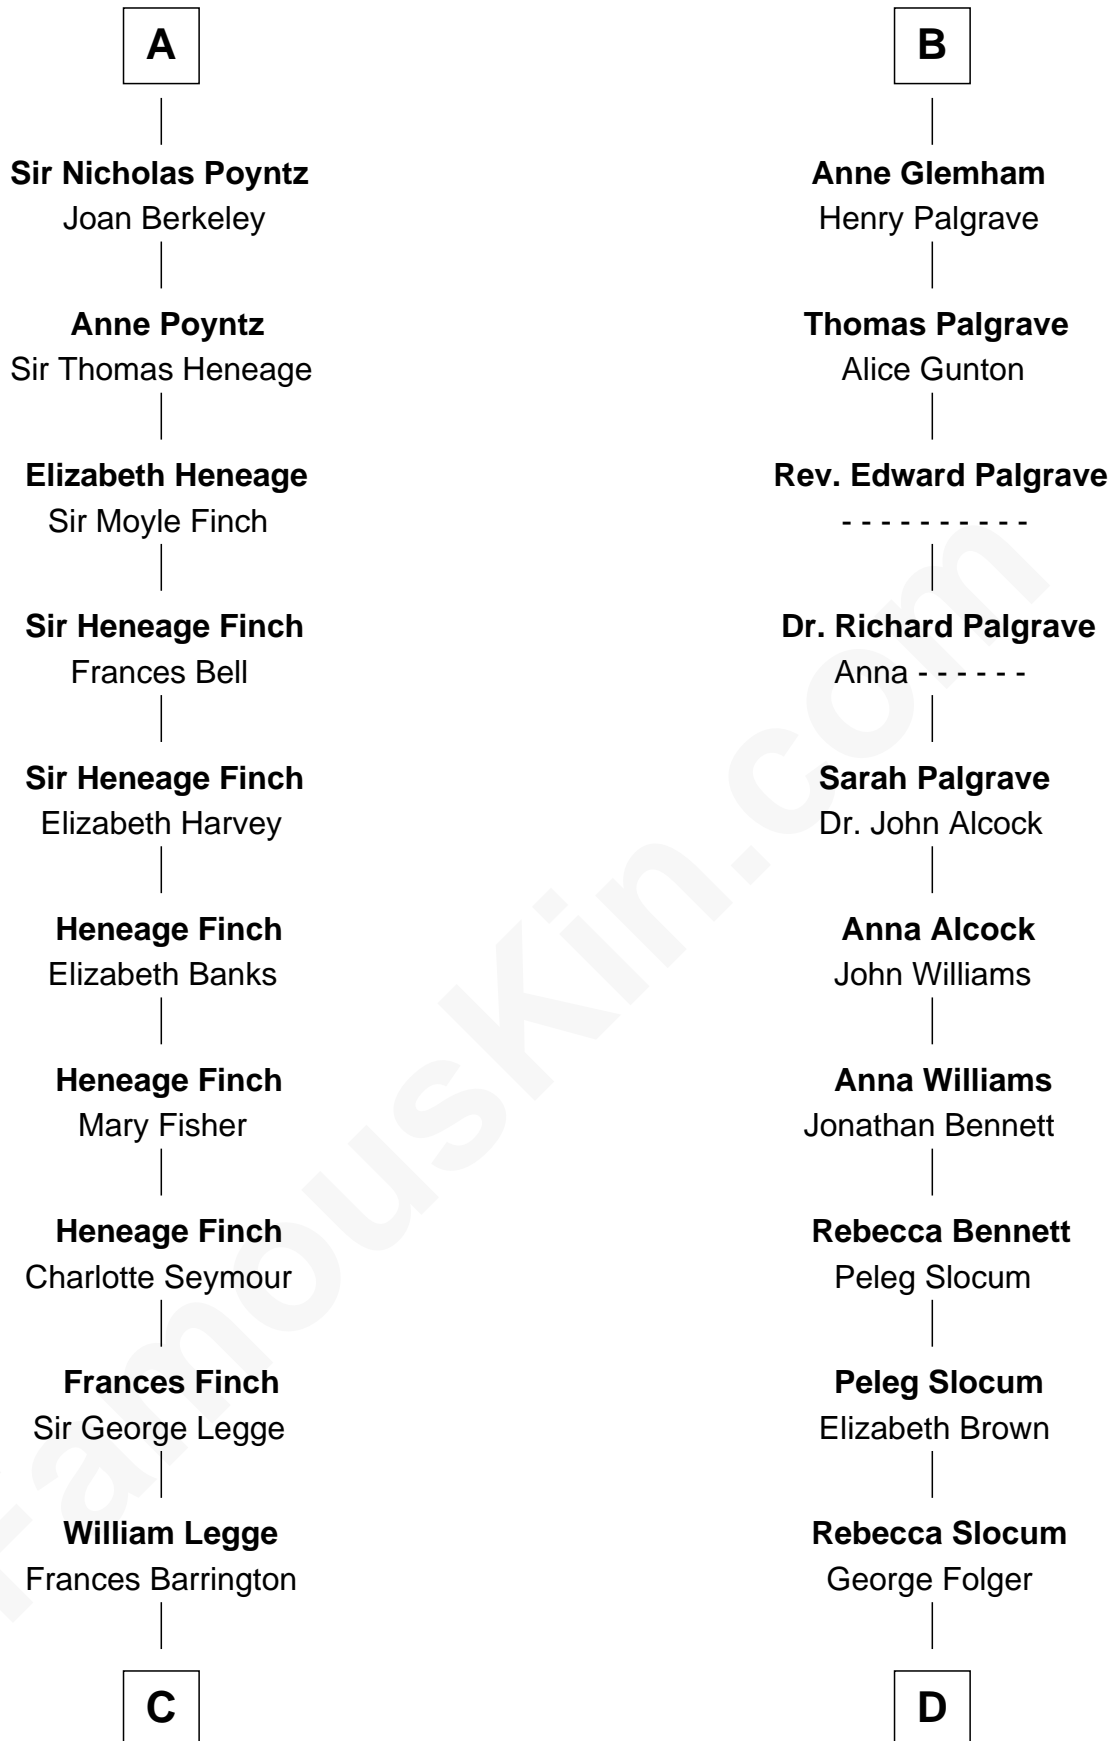 A
Sir Nicholas Poyntz
Joan Berkeley
Anne Poyntz
Sir Thomas Heneage
Elizabeth Heneage
Sir Moyle Finch
Sir Heneage Finch
Frances Bell
Sir Heneage Finch
Elizabeth Harvey
Heneage Finch
Elizabeth Banks
Heneage Finch
Mary Fisher
Heneage Finch
Charlotte Seymour
Frances Finch
Sir George Legge
William Legge
Frances Barrington
C
B
Anne Glemham
Henry Palgrave
Thomas Palgrave
Alice Gunton
Rev. Edward Palgrave
- - - - - - - - - -
Dr. Richard Palgrave
Anna - - - - - -
Sarah Palgrave
Dr. John Alcock
Anna Alcock
John Williams
Anna Williams
Jonathan Bennett
Rebecca Bennett
Peleg Slocum
Peleg Slocum
Elizabeth Brown
Rebecca Slocum
George Folger
D
FamousKin.com